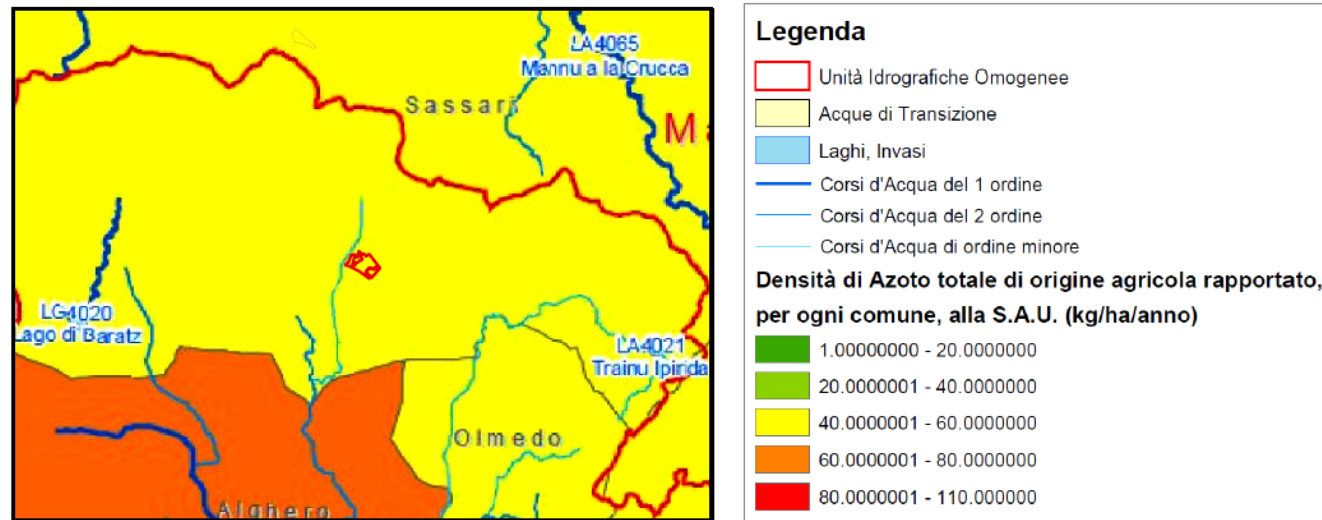 LA4065
Mannu a la Crucca
Sassari
LG4020
Lago di Baratz
LA4021
Trainu Ipirida
Olmedo
Alghero
Legenda
Unità Idrografiche Omogenee
Acque di Transizione
Laghi, Invasi
Corsi d'Acqua del 1 ordine
Corsi d'Acqua del 2 ordine
Corsi d'Acqua di ordine minore
Densità di Azoto totale di origine agricola rapportato,
per ogni comune, alla S.A.U. (kg/ha/anno)
1.00000000 - 20.0000000
20.0000001 - 40.0000000
40.0000001 - 60.0000000
60.0000001 - 80.0000000
80.0000001 - 110.000000